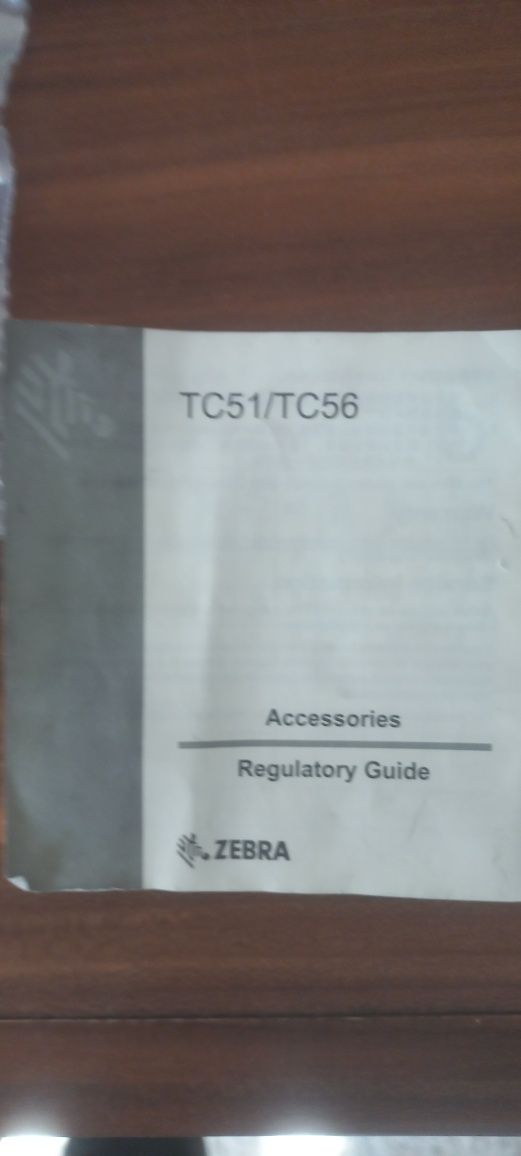 TC51/TC56
Accessories
Regulatory Guide
ZEBRA